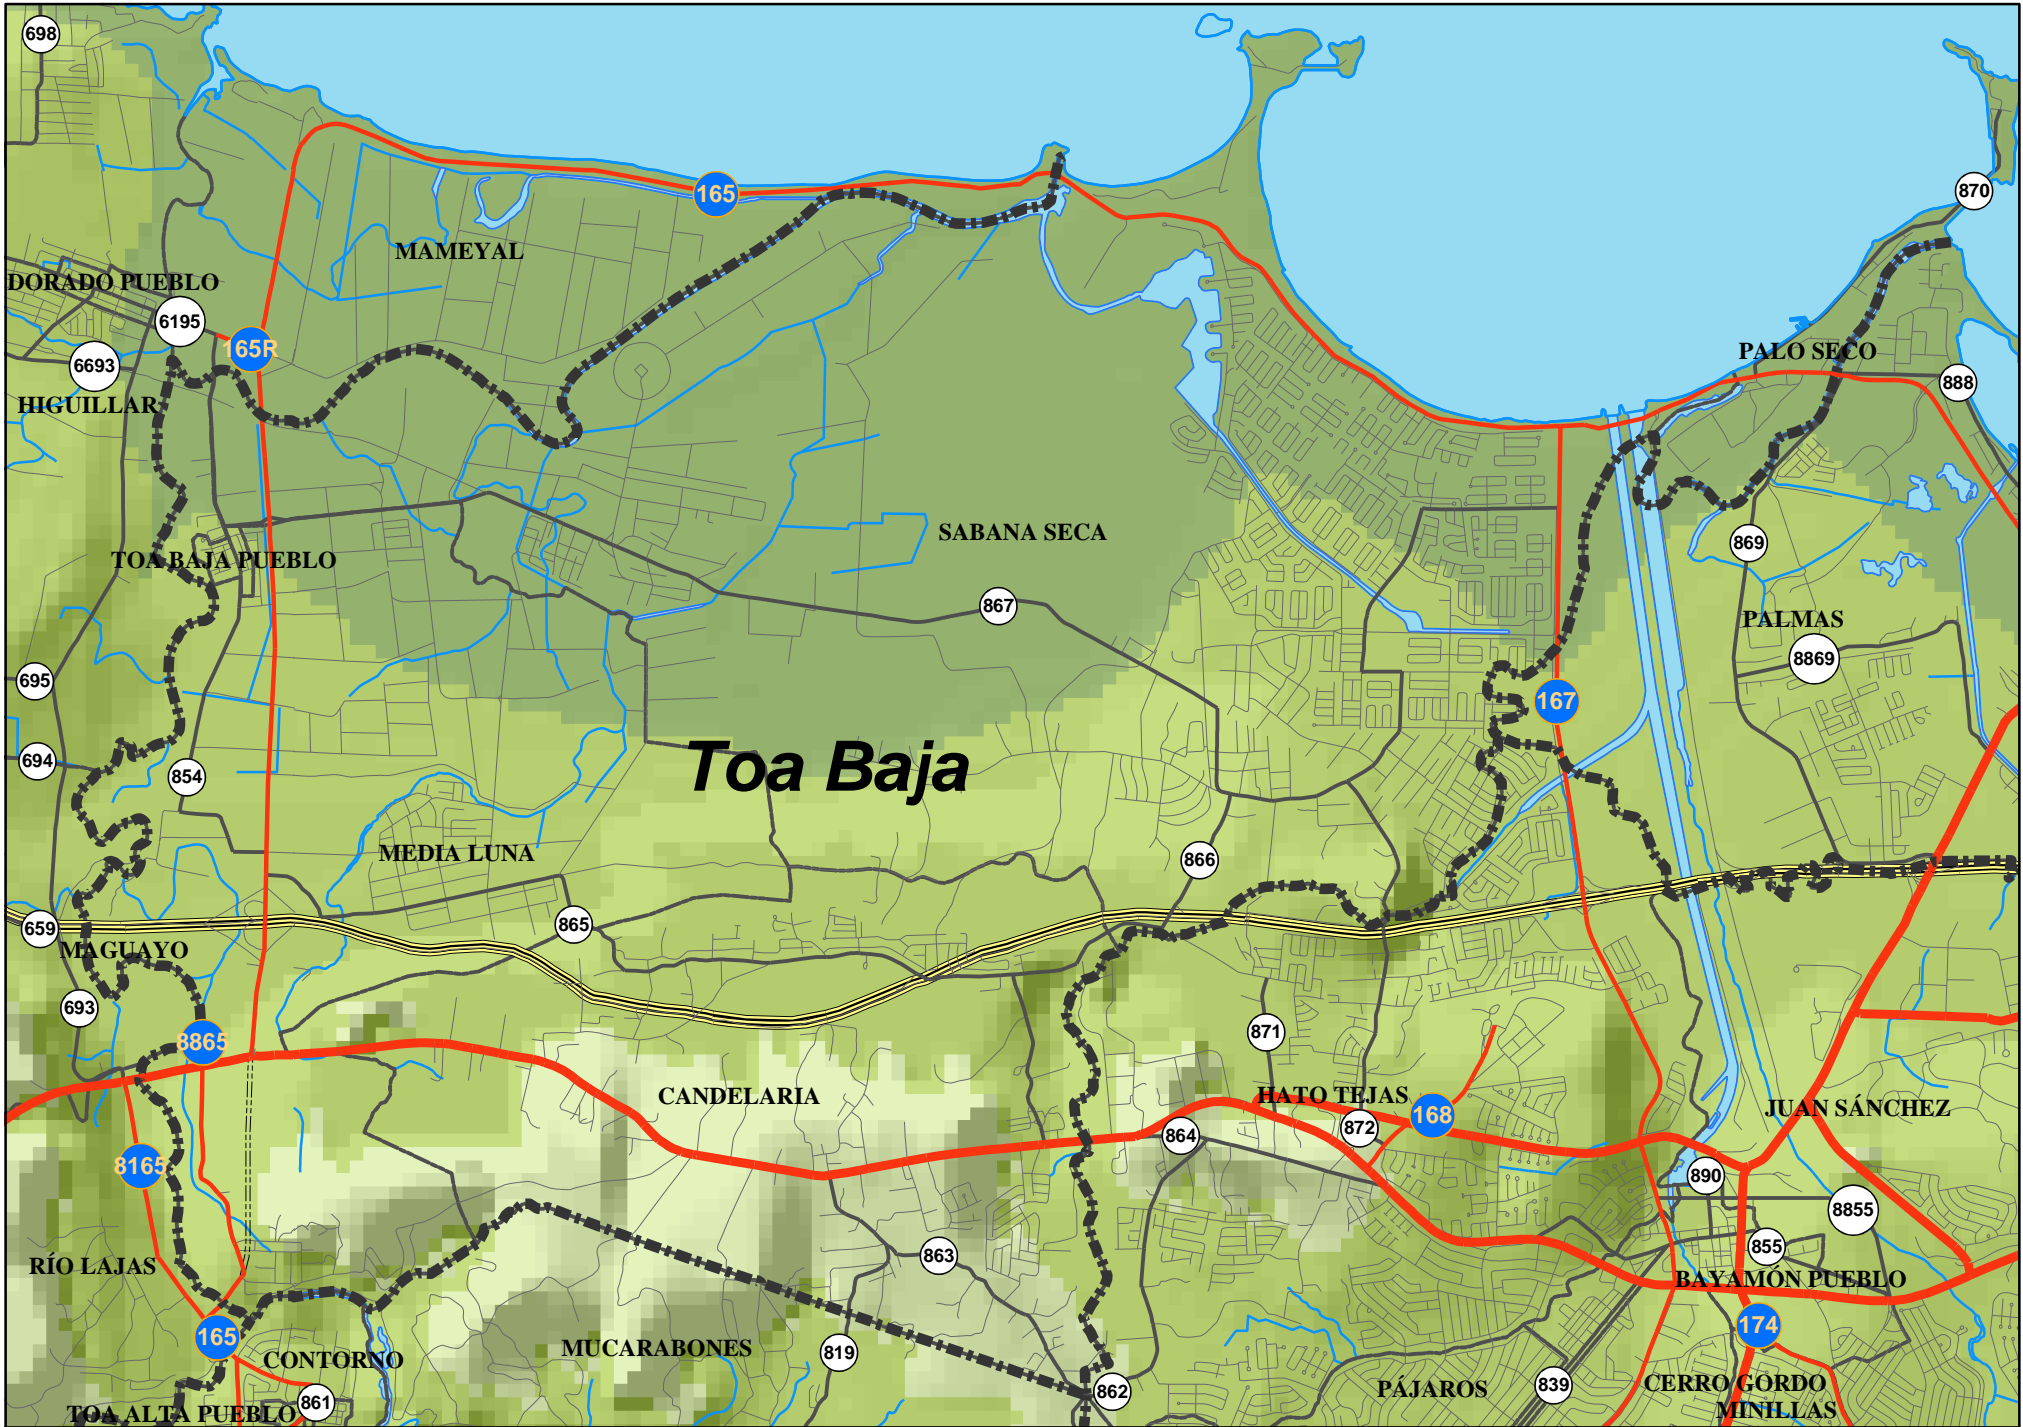 698
165
870
MAMEYAL
DORADO PUEBLO
6195
165R
PALO SECO
6693
888
HIGUILLAR
SABANA SECA
869
TOA BAJA PUEBLO
867
PALMAS
8869
695
167
694
854
Toa Baja
MEDIA LUNA
866
865
659
MAGUAYO
693
871
8865
CANDELARIA
HATO TEJAS
168
JUAN SÁNCHEZ
872
864
8165
890
8855
863
855
RÍO LAJAS
BAYAMÓN PUEBLO
165
174
MUCARABONES
819
CONTORNO
862
PÁJAROS
839
CERRO GORDO
861
TOA ALTA PUEBLO
MINILLAS